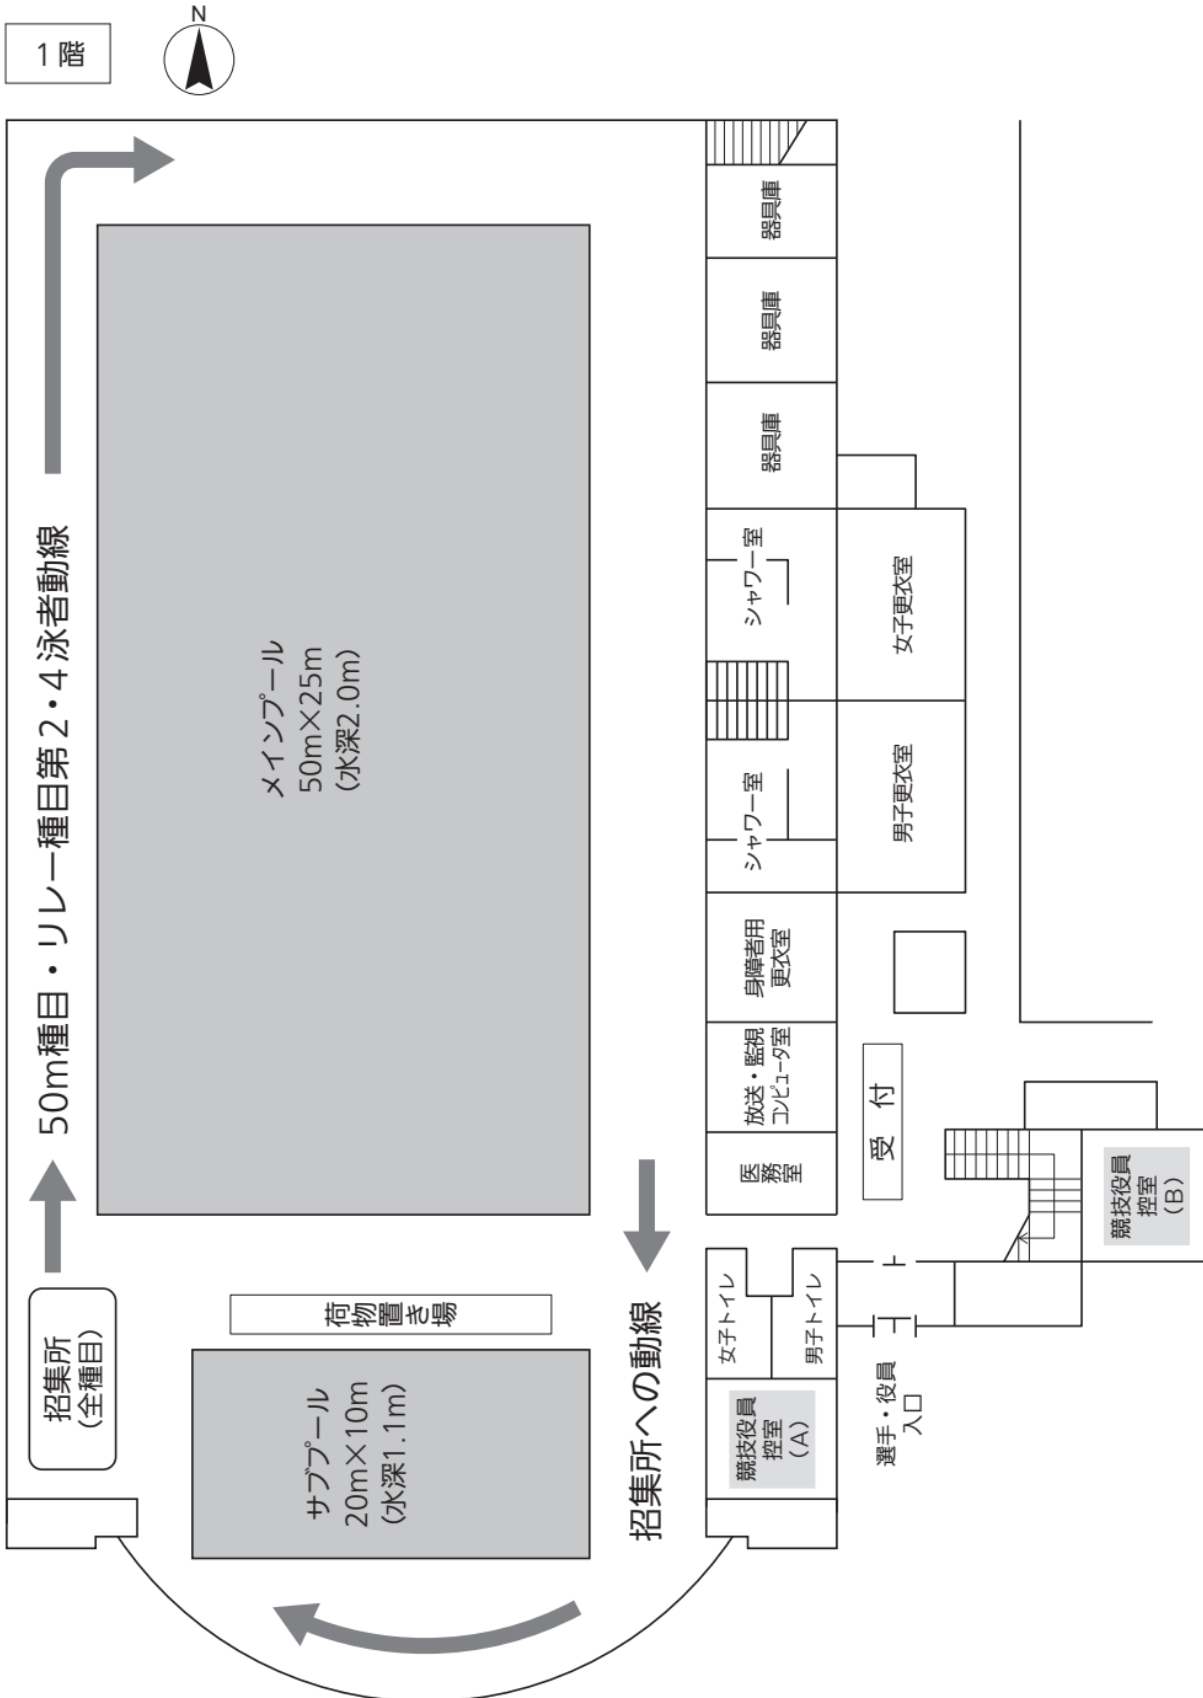 N
1階
50m種目・リレー種目第2・4泳者動線
招集所
(全種目)
メインプール
50m×25m
(水深2.0m)
荷物置き場
サブプール
20m×10m
(水深1.1m)
招集所への動線
器具庫
器具庫
器具庫
シャワー室
女子更衣室
シャワー室
男子更衣室
身障者用
更衣室
放送・監視
コンピュータ室
医務室
受付
女子トイレ
男子トイレ
競技役員
控室
(A)
選手・役員
入口
競技役員
控室
(B)